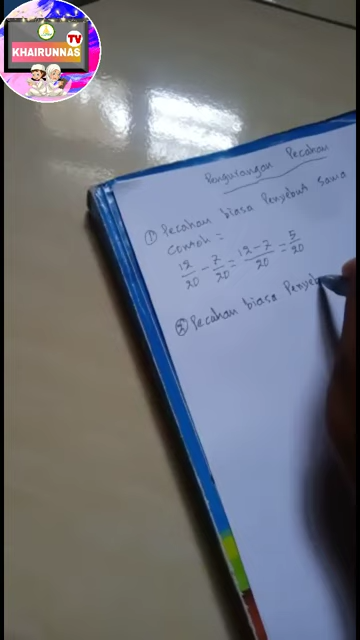 KHAIRUNNAS TV
Pengurangan Pecahan
① Pecahan biasa Penyebut sama
Contoh =
12/20 - 7/20 = 12-7/20 = 5/20
② Pecahan biasa Penyeb